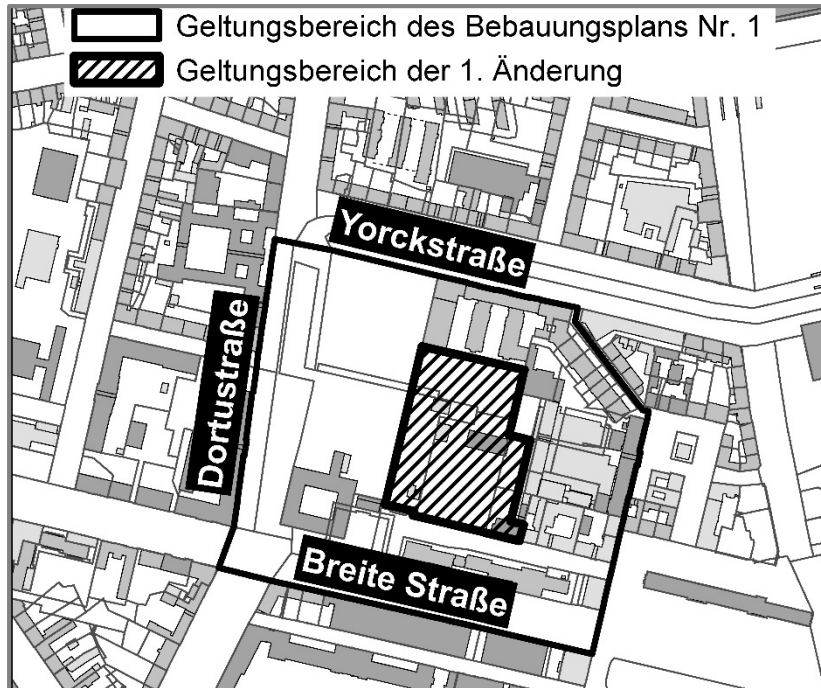 Geltungsbereich des Bebauungsplans Nr. 1
Geltungsbereich der 1. Änderung
Yorckstraße
Dortustraße
Breite Straße